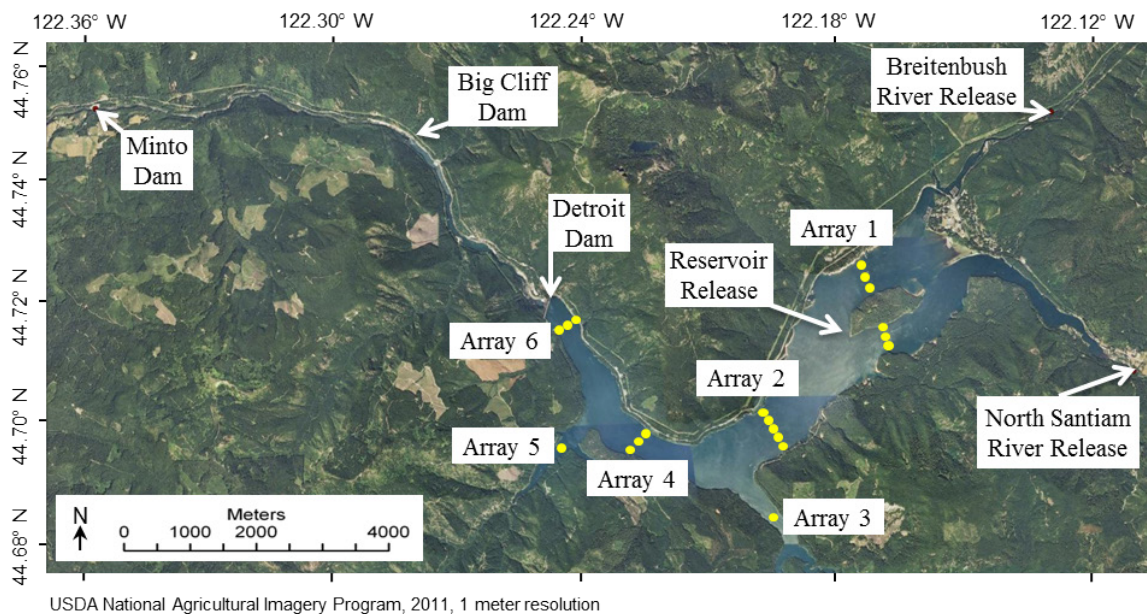 122.36° W
122.30° W
122.24° W
122.18° W
122.12° W
44.76° N
44.74° N
44.72° N
44.70° N
44.68° N
Minto
Dam
Big Cliff
Dam
Detroit
Dam
Breitenbush
River Release
Array 1
Reservoir
Release
Array 6
Array 2
North Santiam
River Release
Array 5
Array 4
Array 3
N
Meters
0 1000 2000 4000
USDA National Agricultural Imagery Program, 2011, 1 meter resolution